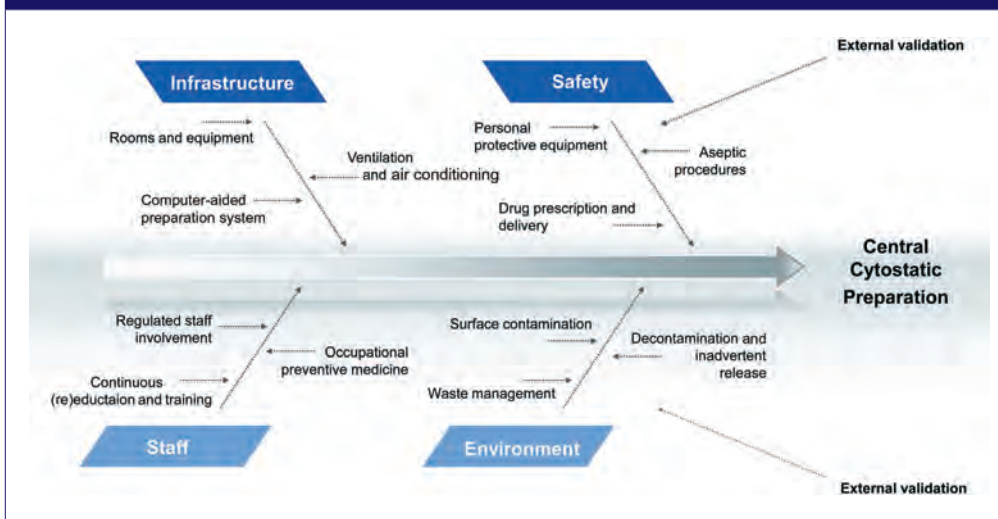 External validation
Infrastructure
Safety
Rooms and equipment
Personal
protective equipment
Ventilation
and air conditioning
Aseptic
procedures
Computer-aided
preparation system
Drug prescription and
delivery
Central
Cytostatic
Preparation
Regulated staff
involvement
Surface contamination
Occupational
preventive medicine
Decontamination and
inadvertent
release
Continuous
(re)eductaion and training
Waste management
Staff
Environment
External validation